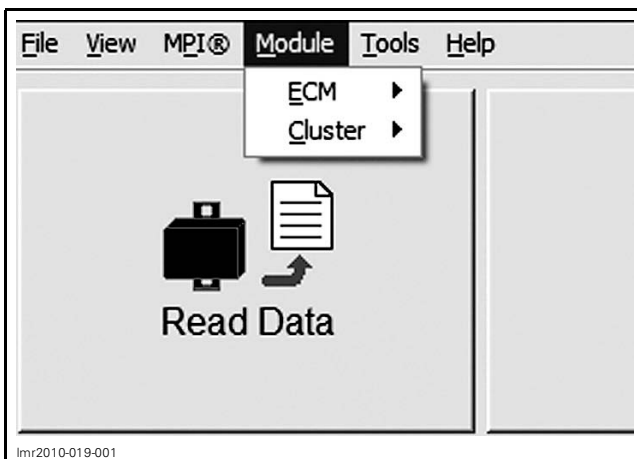 File View MPI® Module Tools Help
ECM
Cluster
Read Data
lmr2010-019-001